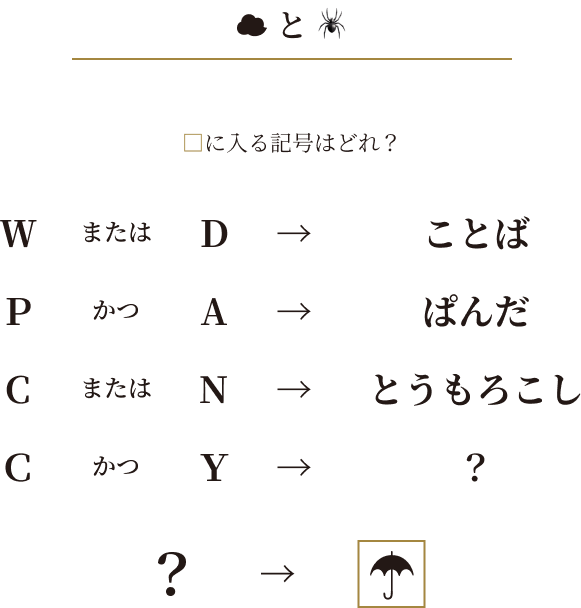 ☁と🕷
□に入る記号はどれ？
W または D → ことば
P かつ A → ぱんだ
C または N → とうもろこし
C かつ Y → ？
？ → ☂